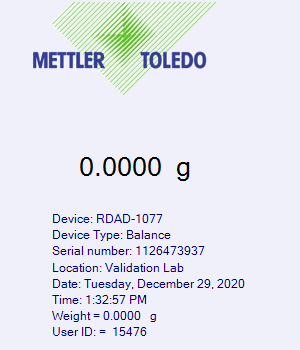 METTLER TOLEDO
0.0000 g
Device: RDAD-1077
Device Type: Balance
Serial number: 1126473937
Location: Validation Lab
Date: Tuesday, December 29, 2020
Time: 1:32:57 PM
Weight = 0.0000 g
User ID: = 15476